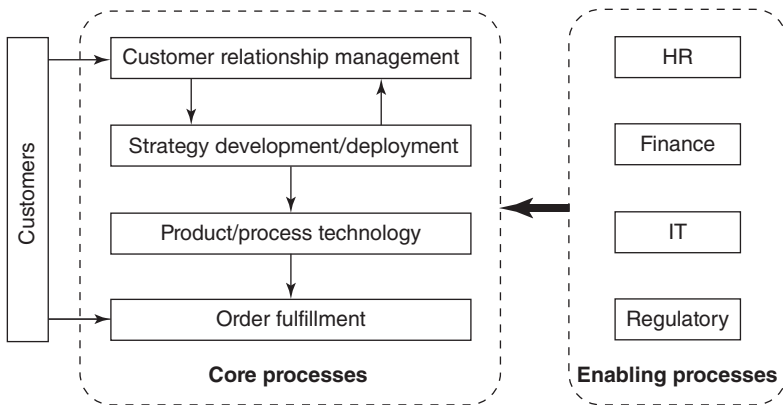 Customers
Customer relationship management
Strategy development/deployment
Product/process technology
Order fulfillment
Core processes
HR
Finance
IT
Regulatory
Enabling processes